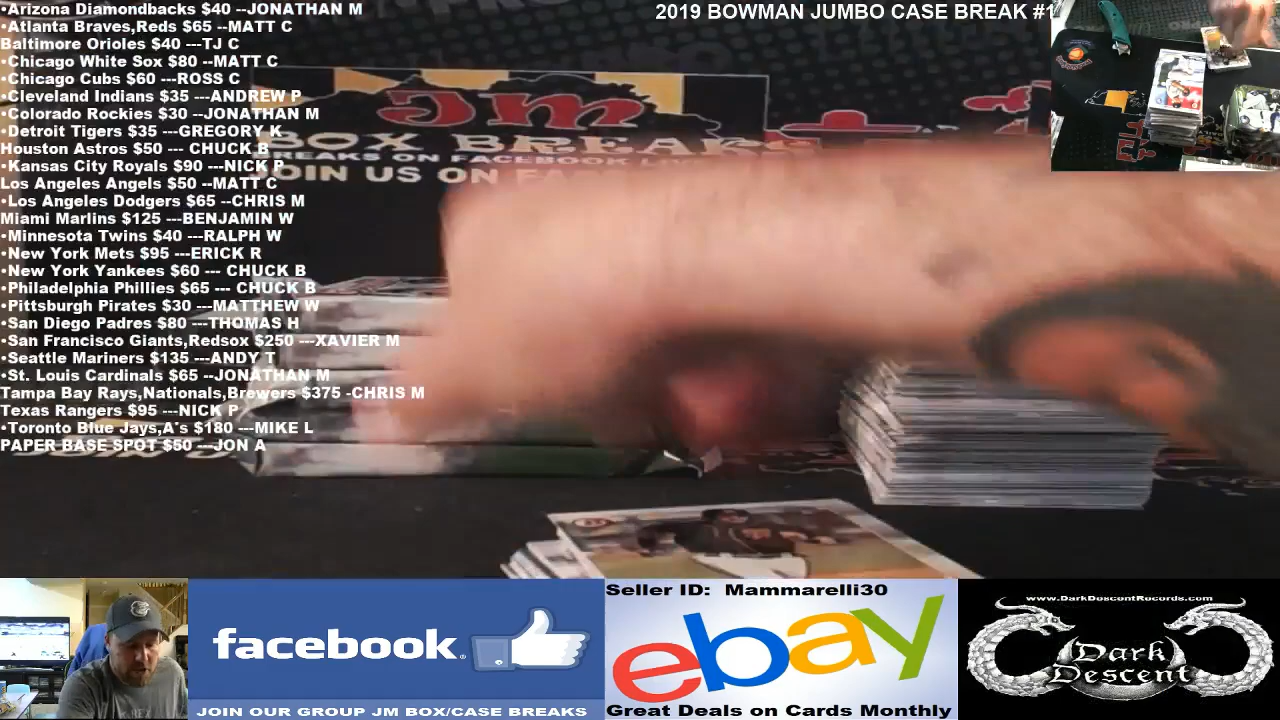 •Arizona Diamondbacks $40 --JONATHAN M
•Atlanta Braves,Reds $65 --MATT C
Baltimore Orioles $40 ---TJ C
•Chicago White Sox $80 --MATT C
•Chicago Cubs $60 ---ROSS C
•Cleveland Indians $35 ---ANDREW P
•Colorado Rockies $30 --JONATHAN M
•Detroit Tigers $35 ---GREGORY K
Houston Astros $50 --- CHUCK B
•Kansas City Royals $90 ---NICK P
Los Angeles Angels $50 --MATT C
•Los Angeles Dodgers $65 --CHRIS M
Miami Marlins $125 ---BENJAMIN W
•Minnesota Twins $40 ---RALPH W
•New York Mets $95 ---ERICK R
•New York Yankees $60 --- CHUCK B
•Philadelphia Phillies $65 --- CHUCK B
•Pittsburgh Pirates $30 ---MATTHEW W
•San Diego Padres $80 ---THOMAS H
•San Francisco Giants,Redsox $250 ---XAVIER M
•Seattle Mariners $135 ---ANDY T
•St. Louis Cardinals $65 --JONATHAN M
Tampa Bay Rays,Nationals,Brewers $375 -CHRIS M
Texas Rangers $95 ---NICK P
•Toronto Blue Jays,A's $180 ---MIKE L
PAPER BASE SPOT $50 ---JON A
2019 BOWMAN JUMBO CASE BREAK #1
JM
BOX BREAKS
BREAKS ON FACEBOOK LIVE
JOIN US ON
facebook
JOIN OUR GROUP JM BOX/CASE BREAKS
Seller ID: Mammarelli30
ebay
Great Deals on Cards Monthly
www.DarkDescentRecords.com
Dark
Descent